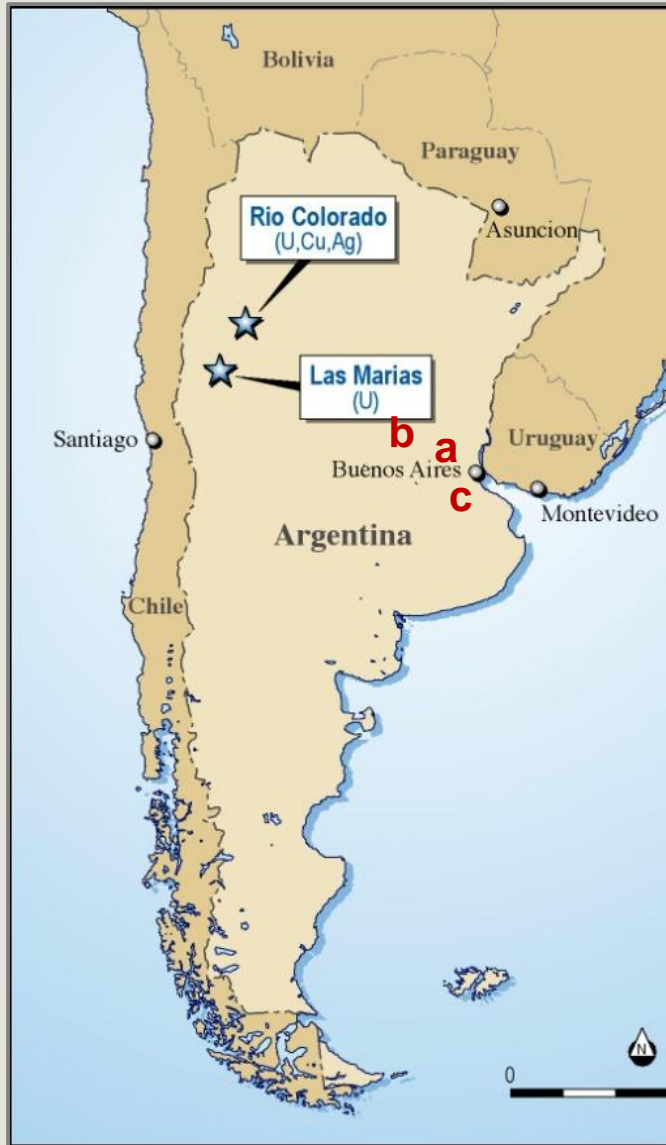 Bolivia
Paraguay
Asuncion
Rio Colorado
(U,Cu,Ag)
Las Marias
(U)
b
a
Uruguay
Santiago
Buenos Aires
c
Montevideo
Argentina
Chile
N
0